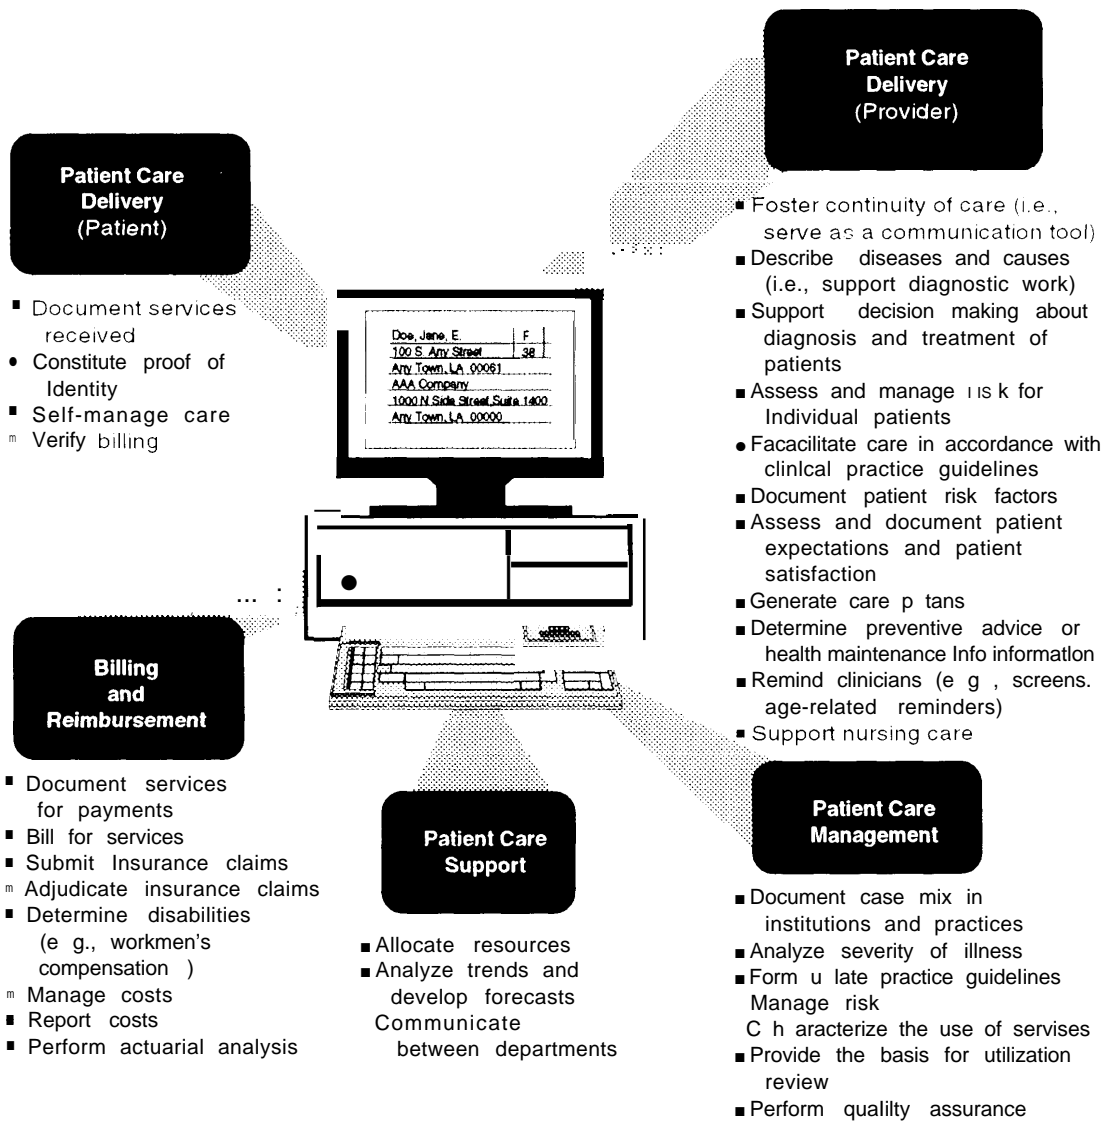 Patient Care
Delivery
(Provider)
■ Foster continuity of care (i.e.,
serve as a communication tool)
■ Describe diseases and causes
(i.e., support diagnostic work)
■ Support decision making about
diagnosis and treatment of
patients
■ Assess and manage risk for
Individual patients
● Facacilitate care in accordance with
clinlcal practice guidelines
■ Document patient risk factors
■ Assess and document patient
expectations and patient
satisfaction
■ Generate care p tans
■ Determine preventive advice or
health maintenance Info informatlon
■ Remind clinicians (e g , screens.
age-related reminders)
■ Support nursing care
Patient Care
Delivery
(Patient)
■ Document services
received
● Constitute proof of
Identity
■ Self-manage care
m Verify billing
Doe, Jane, E. F
100 S. Any Street 38
Any Town, LA 00061
AAA Company
1000 N Side Street, Suite 1400
Any Town, LA 00000
Billing
and
Reimbursement
■ Document services
for payments
■ Bill for services
■ Submit Insurance claims
m Adjudicate insurance claims
■ Determine disabilities
(e g., workmen's
compensation )
m Manage costs
■ Report costs
■ Perform actuarial analysis
Patient Care
Support
■ Allocate resources
■ Analyze trends and
develop forecasts
Communicate
between departments
Patient Care
Management
■ Document case mix in
institutions and practices
■ Analyze severity of illness
■ Form u late practice guidelines
Manage risk
C h aracterize the use of servises
■ Provide the basis for utilization
review
■ Perform qualilty assurance